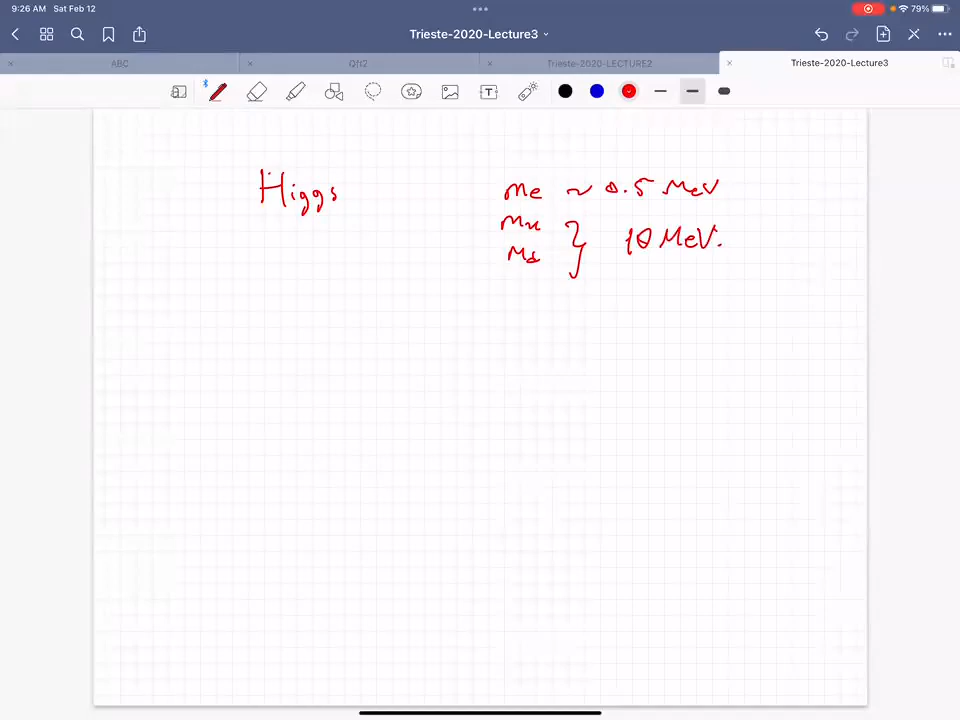 9:26 AM Sat Feb 12
79%
Trieste-2020-Lecture3
ABC
Qft2
Trieste-2020-LECTURE2
Trieste-2020-Lecture3
T
Higgs
me ~ 0.5 MeV
mu
md } 10 MeV.